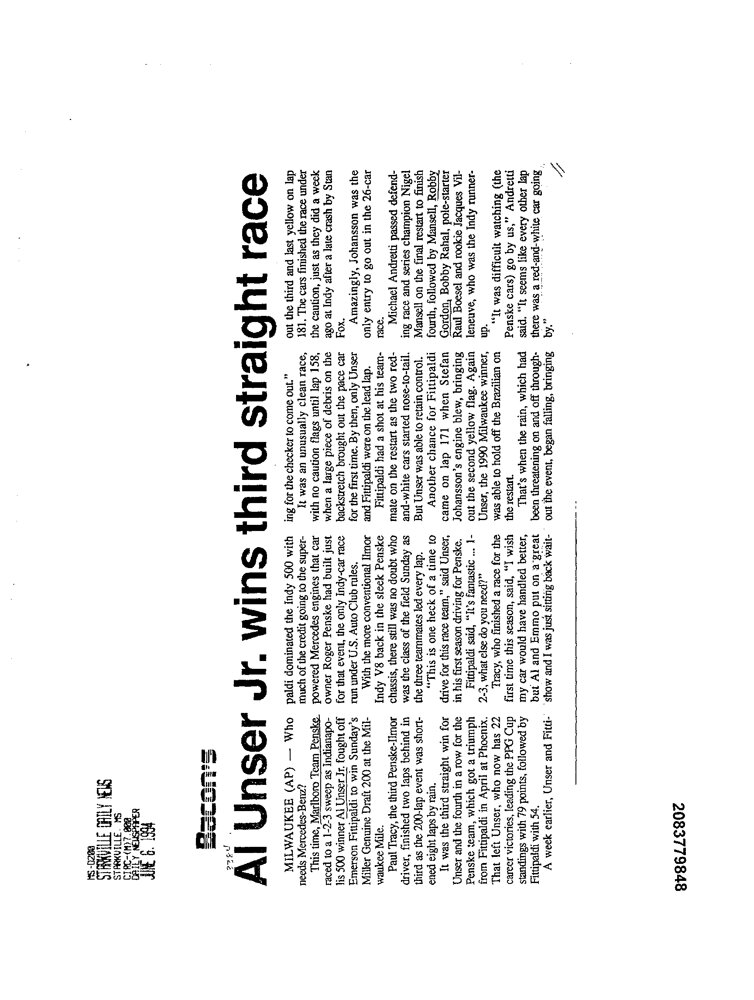 MS-D200
STARKVILLE DAILY NEWS
STARKVILLE, MS
DAILY NEWSPAPER
JUNE 6, 1994
Bacon's
Al Unser Jr. wins third straight race
MILWAUKEE (AP) — Who
needs Mercedes-Benz?
This time, Marlboro Team Penske
raced to a 1-2-3 sweep as Indianapo-
lis 500 winner Al Unser Jr. fought off
Emerson Fittipaldi to win Sunday's
Miller Genuine Draft 200 at the Mil-
waukee Mile.
Paul Tracy, the third Penske-Ilmor
driver, finished two laps behind in
third as the 200-lap event was short-
ened eight laps by rain.
It was the third straight win for
Unser and the fourth in a row for the
Penske team, which got a triumph
from Fittipaldi in April at Phoenix.
That left Unser, who now has 22
career victories, leading the PPG Cup
standings with 79 points, followed by
Fittipaldi with 54.
A week earlier, Unser and Fitti-
paldi dominated the Indy 500 with
much of the credit going to the super-
powered Mercedes engines that car
owner Roger Penske had built just
for that event, the only Indy-car race
run under U.S. Auto Club rules.
With the more conventional Ilmor
Indy V8 back in the sleek Penske
chassis, there still was no doubt who
was the class of the field Sunday as
the three teammates led every lap.
"This is one heck of a time to
drive for this race team," said Unser,
in his first season driving for Penske.
Fittipaldi said, "It's fantastic ... 1-
2-3, what else do you need?"
Tracy, who finished a race for the
first time this season, said, "I wish
my car would have handled better,
but Al and Emmo put on a great
show and I was just sitting back wait-
ing for the checker to come out."
It was an unusually clean race,
with no caution flags until lap 158,
when a large piece of debris on the
backstretch brought out the pace car
for the first time. By then, only Unser
and Fittipaldi were on the lead lap.
Fittipaldi had a shot at his team-
mate on the restart as the two red-
and-white cars started nose-to-tail.
But Unser was able to retain control.
Another chance for Fittipaldi
came on lap 171 when Stefan
Johansson's engine blew, bringing
out the second yellow flag. Again
Unser, the 1990 Milwaukee winner,
was able to hold off the Brazilian on
the restart.
That's when the rain, which had
been threatening on and off through-
out the event, began falling, bringing
out the third and last yellow on lap
181. The cars finished the race under
the caution, just as they did a week
ago at Indy after a late crash by Stan
Fox.
Amazingly, Johansson was the
only entry to go out in the 26-car
race.
Michael Andretti passed defend-
ing race and series champion Nigel
Mansell on the final restart to finish
fourth, followed by Mansell, Robby
Gordon, Bobby Rahal, pole-starter
Raul Boesel and rookie Jacques Vil-
leneuve, who was the Indy runner-
up.
"It was difficult watching (the
Penske cars) go by us," Andretti
said. "It seems like every other lap
there was a red-and-white car going
by."
2083779848